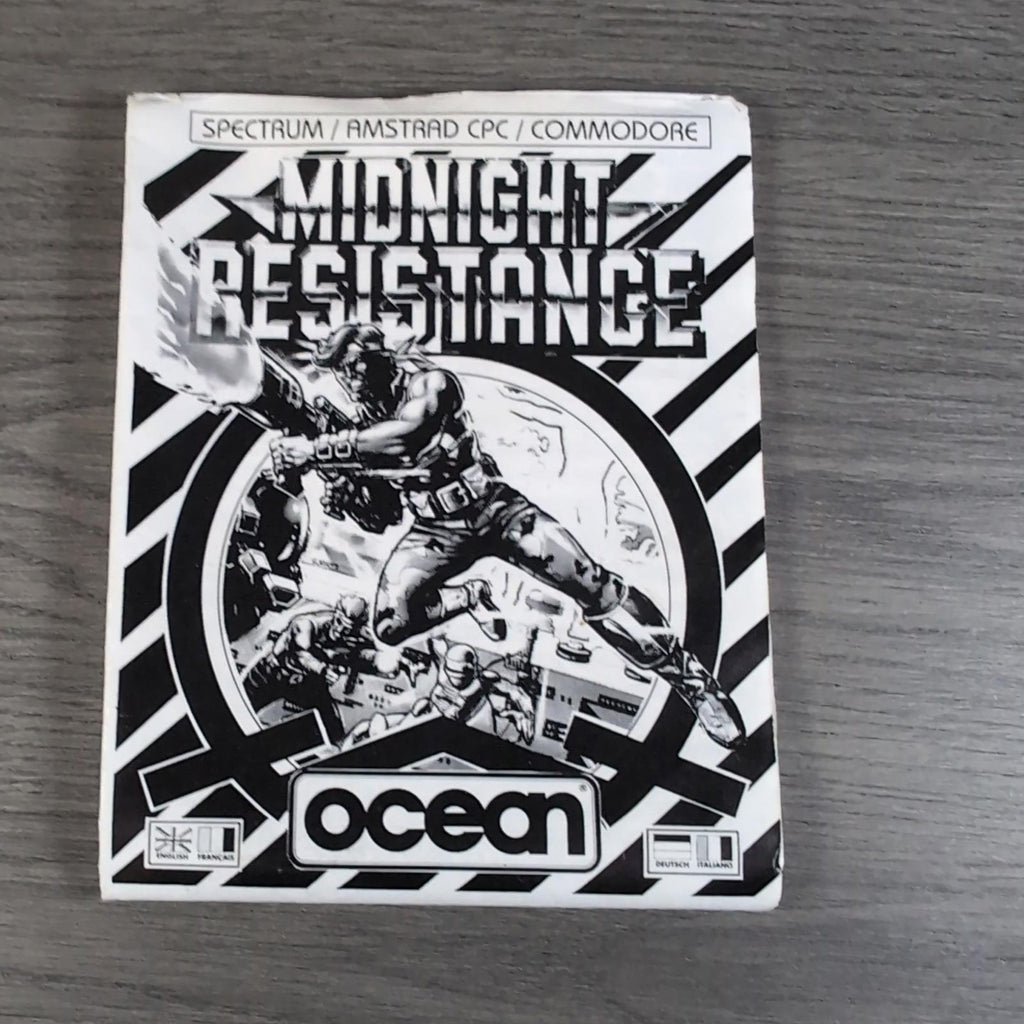 SPECTRUM / AMSTRAD CPC / COMMODORE
MIDNIGHT
RESISTANCE
ocean®
ENGLISH FRANÇAIS
DEUTSCH ITALIANO